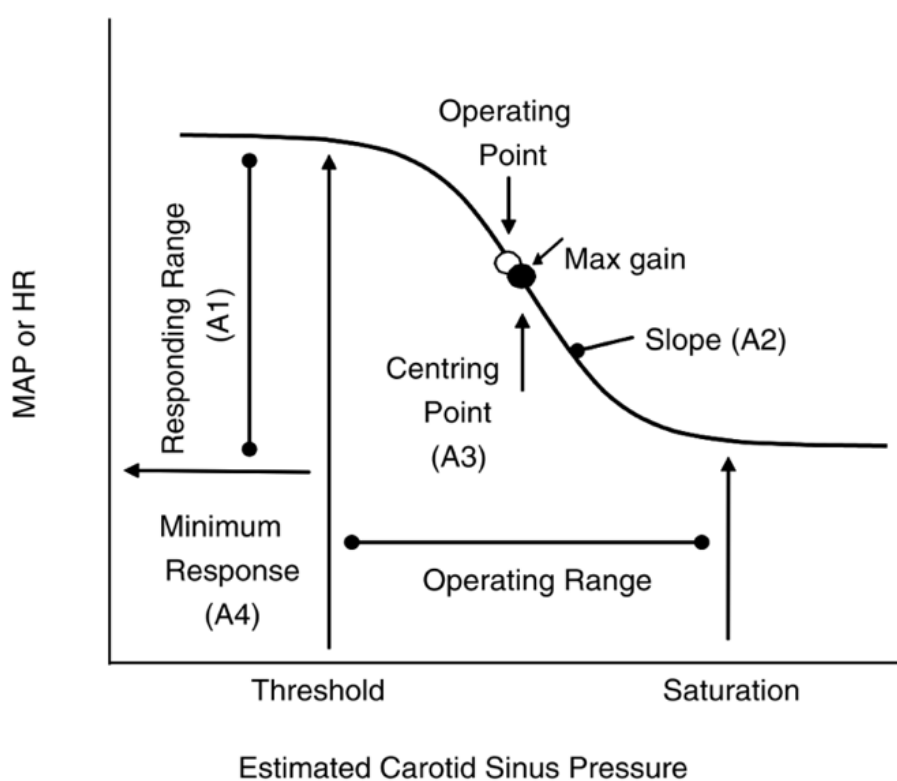 Operating
Point
Max gain
Slope (A2)
Centring
Point
(A3)
Responding Range
(A1)
MAP or HR
Minimum
Response
(A4)
Operating Range
Threshold
Saturation
Estimated Carotid Sinus Pressure